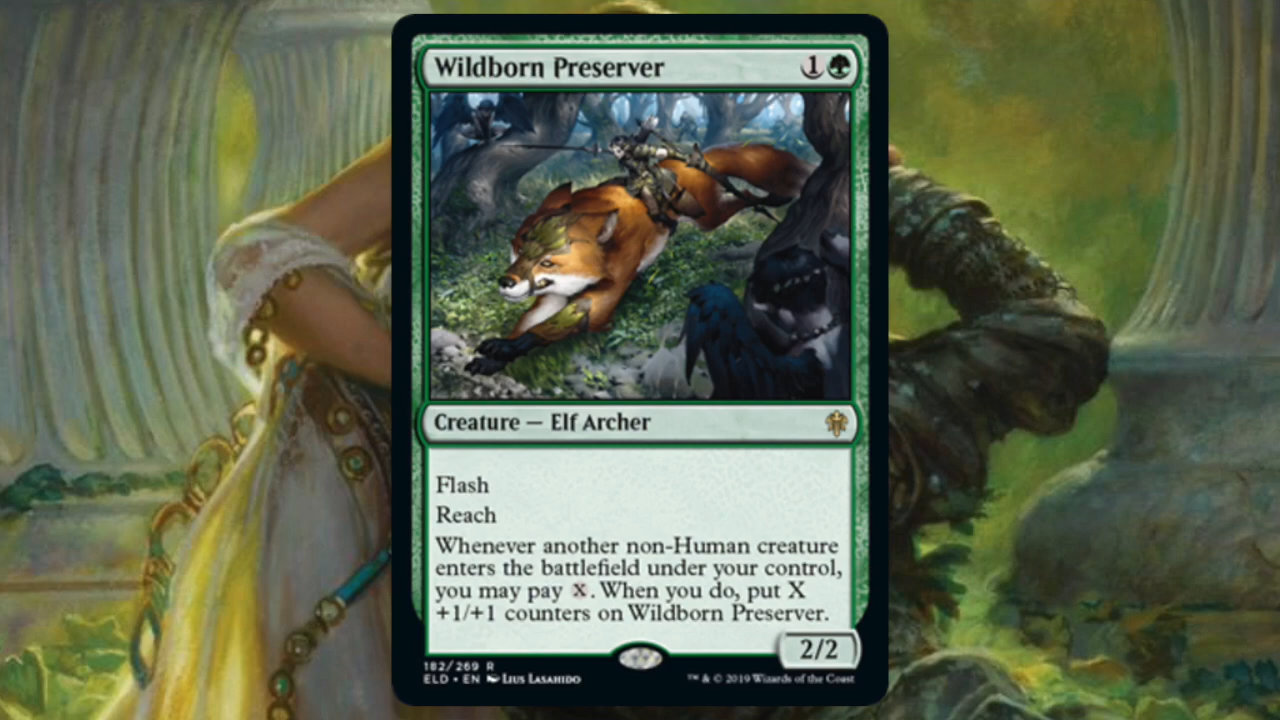 Wildborn Preserver 1
Creature — Elf Archer
Flash
Reach
Whenever another non-Human creature
enters the battlefield under your control,
you may pay X. When you do, put X
+1/+1 counters on Wildborn Preserver.
2/2
182/269 R
ELD • EN Lius Lasahido
™ & © 2019 Wizards of the Coast